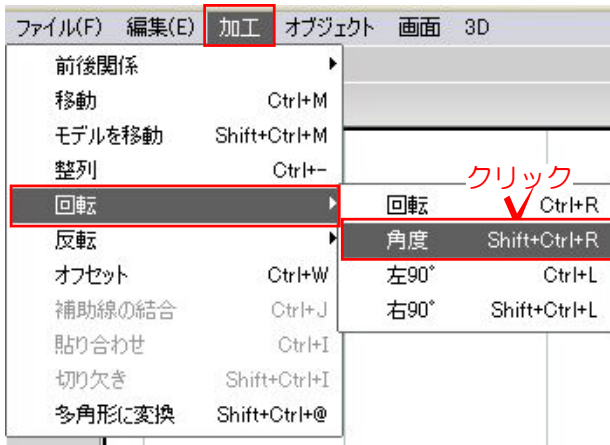 ファイル(F) 編集(E) 加工 オブジェクト 画面 3D
前後関係
移動 Ctrl+M
モデルを移動 Shift+Ctrl+M
整列 Ctrl+-
回転
反転
オフセット Ctrl+W
補助線の結合 Ctrl+J
貼り合わせ Ctrl+I
切り欠き Shift+Ctrl+I
多角形に変換 Shift+Ctrl+@
クリック
回転 Ctrl+R
角度 Shift+Ctrl+R
左90° Ctrl+L
右90° Shift+Ctrl+L